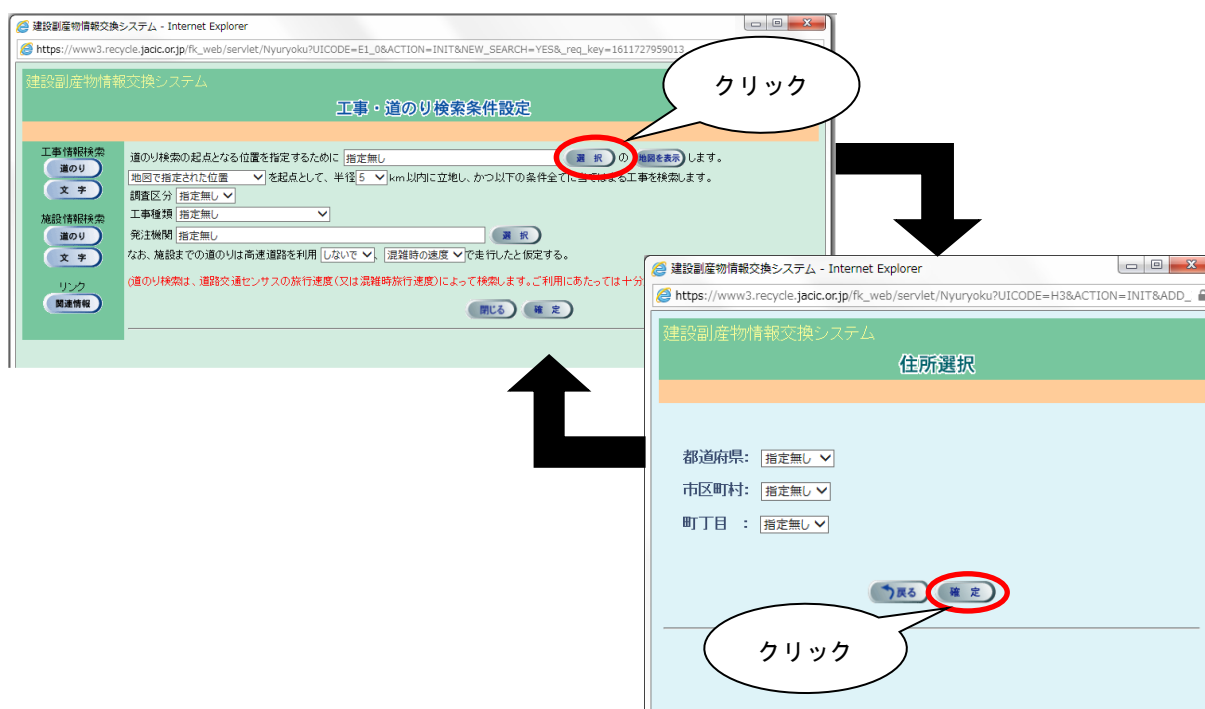 建設副産物情報交換システム - Internet Explorer
https://www3.recycle.jacic.or.jp/fk_web/servlet/Nyuryoku?UICODE=E1_0&ACTION=INIT&NEW_SEARCH=YES&_req_key=1611727959013
建設副産物情報交換システム
クリック
工事・道のり検索条件設定
工事情報検索
道のり
文 字
施設情報検索
道のり
文 字
リンク
関連情報
道のり検索の起点となる位置を指定するために 指定無し 選 択 の 地図を表示 します。
地図で指定された位置 を起点として、半径 5 km以内に立地し、かつ以下の条件全てに当てはまる工事を検索します。
調査区分 指定無し
工事種類 指定無し
発注機関 指定無し 選 択
なお、施設までの道のりは高速道路を利用 しないで 、 混雑時の速度 で走行したと仮定する。
(道のり検索は、道路交通センサスの旅行速度(又は混雑時旅行速度)によって検索します。ご利用にあたっては十分
閉じる 確 定
建設副産物情報交換システム - Internet Explorer
https://www3.recycle.jacic.or.jp/fk_web/servlet/Nyuryoku?UICODE=H3&ACTION=INIT&ADD_
建設副産物情報交換システム
住所選択
都道府県: 指定無し
市区町村: 指定無し
町丁目 : 指定無し
戻る 確 定
クリック